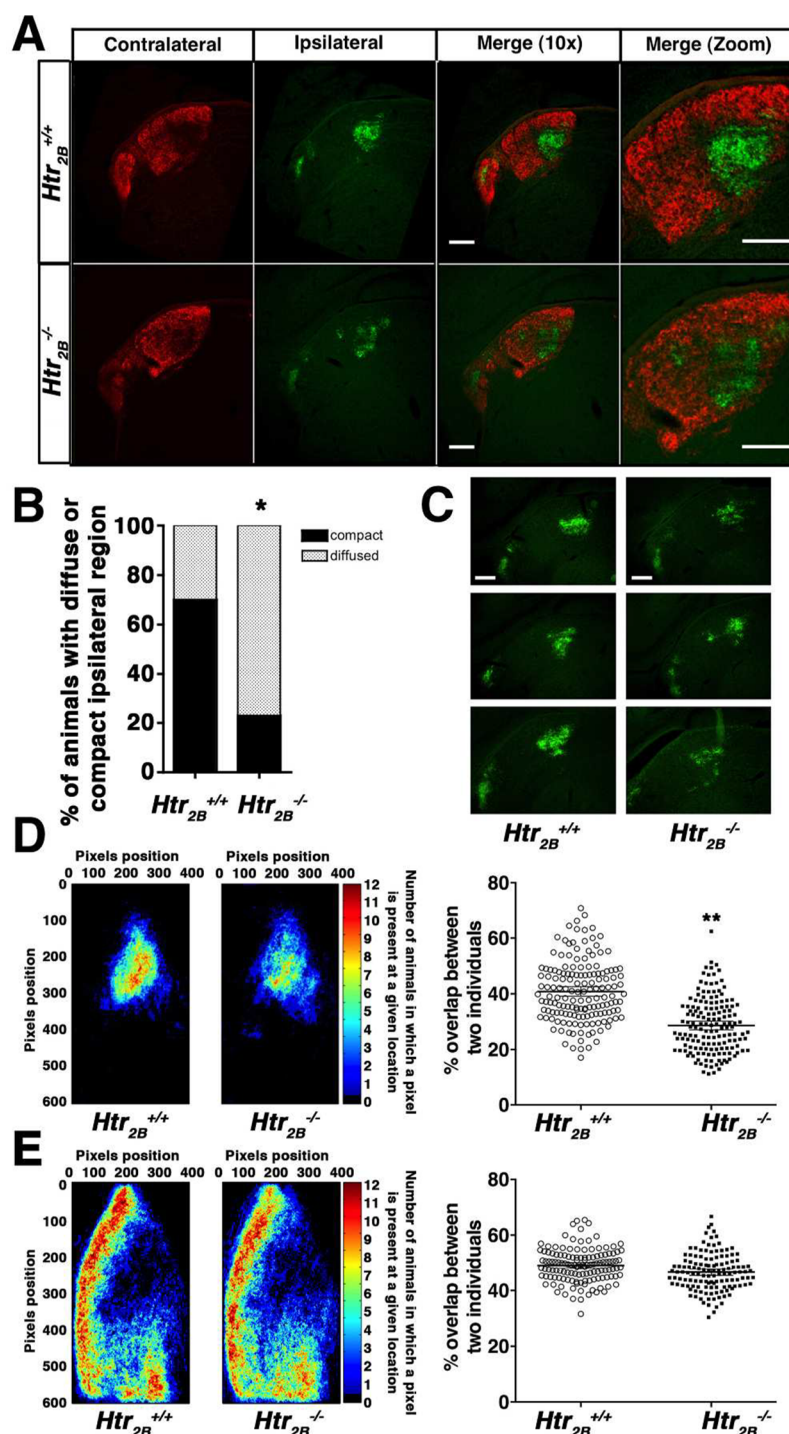 A
Contralateral
Ipsilateral
Merge (10x)
Merge (Zoom)
Htr2B+/+
Htr2B-/-
B
% of animals with diffuse or
compact ipsilateral region
100
80
60
40
20
0
*
compact
diffused
Htr2B+/+
Htr2B-/-
C
Htr2B+/+
Htr2B-/-
D
Pixels position
0 100 200 300 400
Pixels position
0 100 200 300 400
Pixels position
0
100
200
300
400
500
600
12
11
10
9
8
7
6
5
4
3
2
1
0
Number of animals in which a pixel
is present at a given location
Htr2B+/+
Htr2B-/-
% overlap between
two individuals
80
60
40
20
0
**
Htr2B+/+
Htr2B-/-
E
Pixels position
0 100 200 300 400
Pixels position
0 100 200 300 400
Pixels position
0
100
200
300
400
500
600
12
11
10
9
8
7
6
5
4
3
2
1
0
Number of animals in which a pixel
is present at a given location
Htr2B+/+
Htr2B-/-
% overlap between
two individuals
80
60
40
20
0
Htr2B+/+
Htr2B-/-